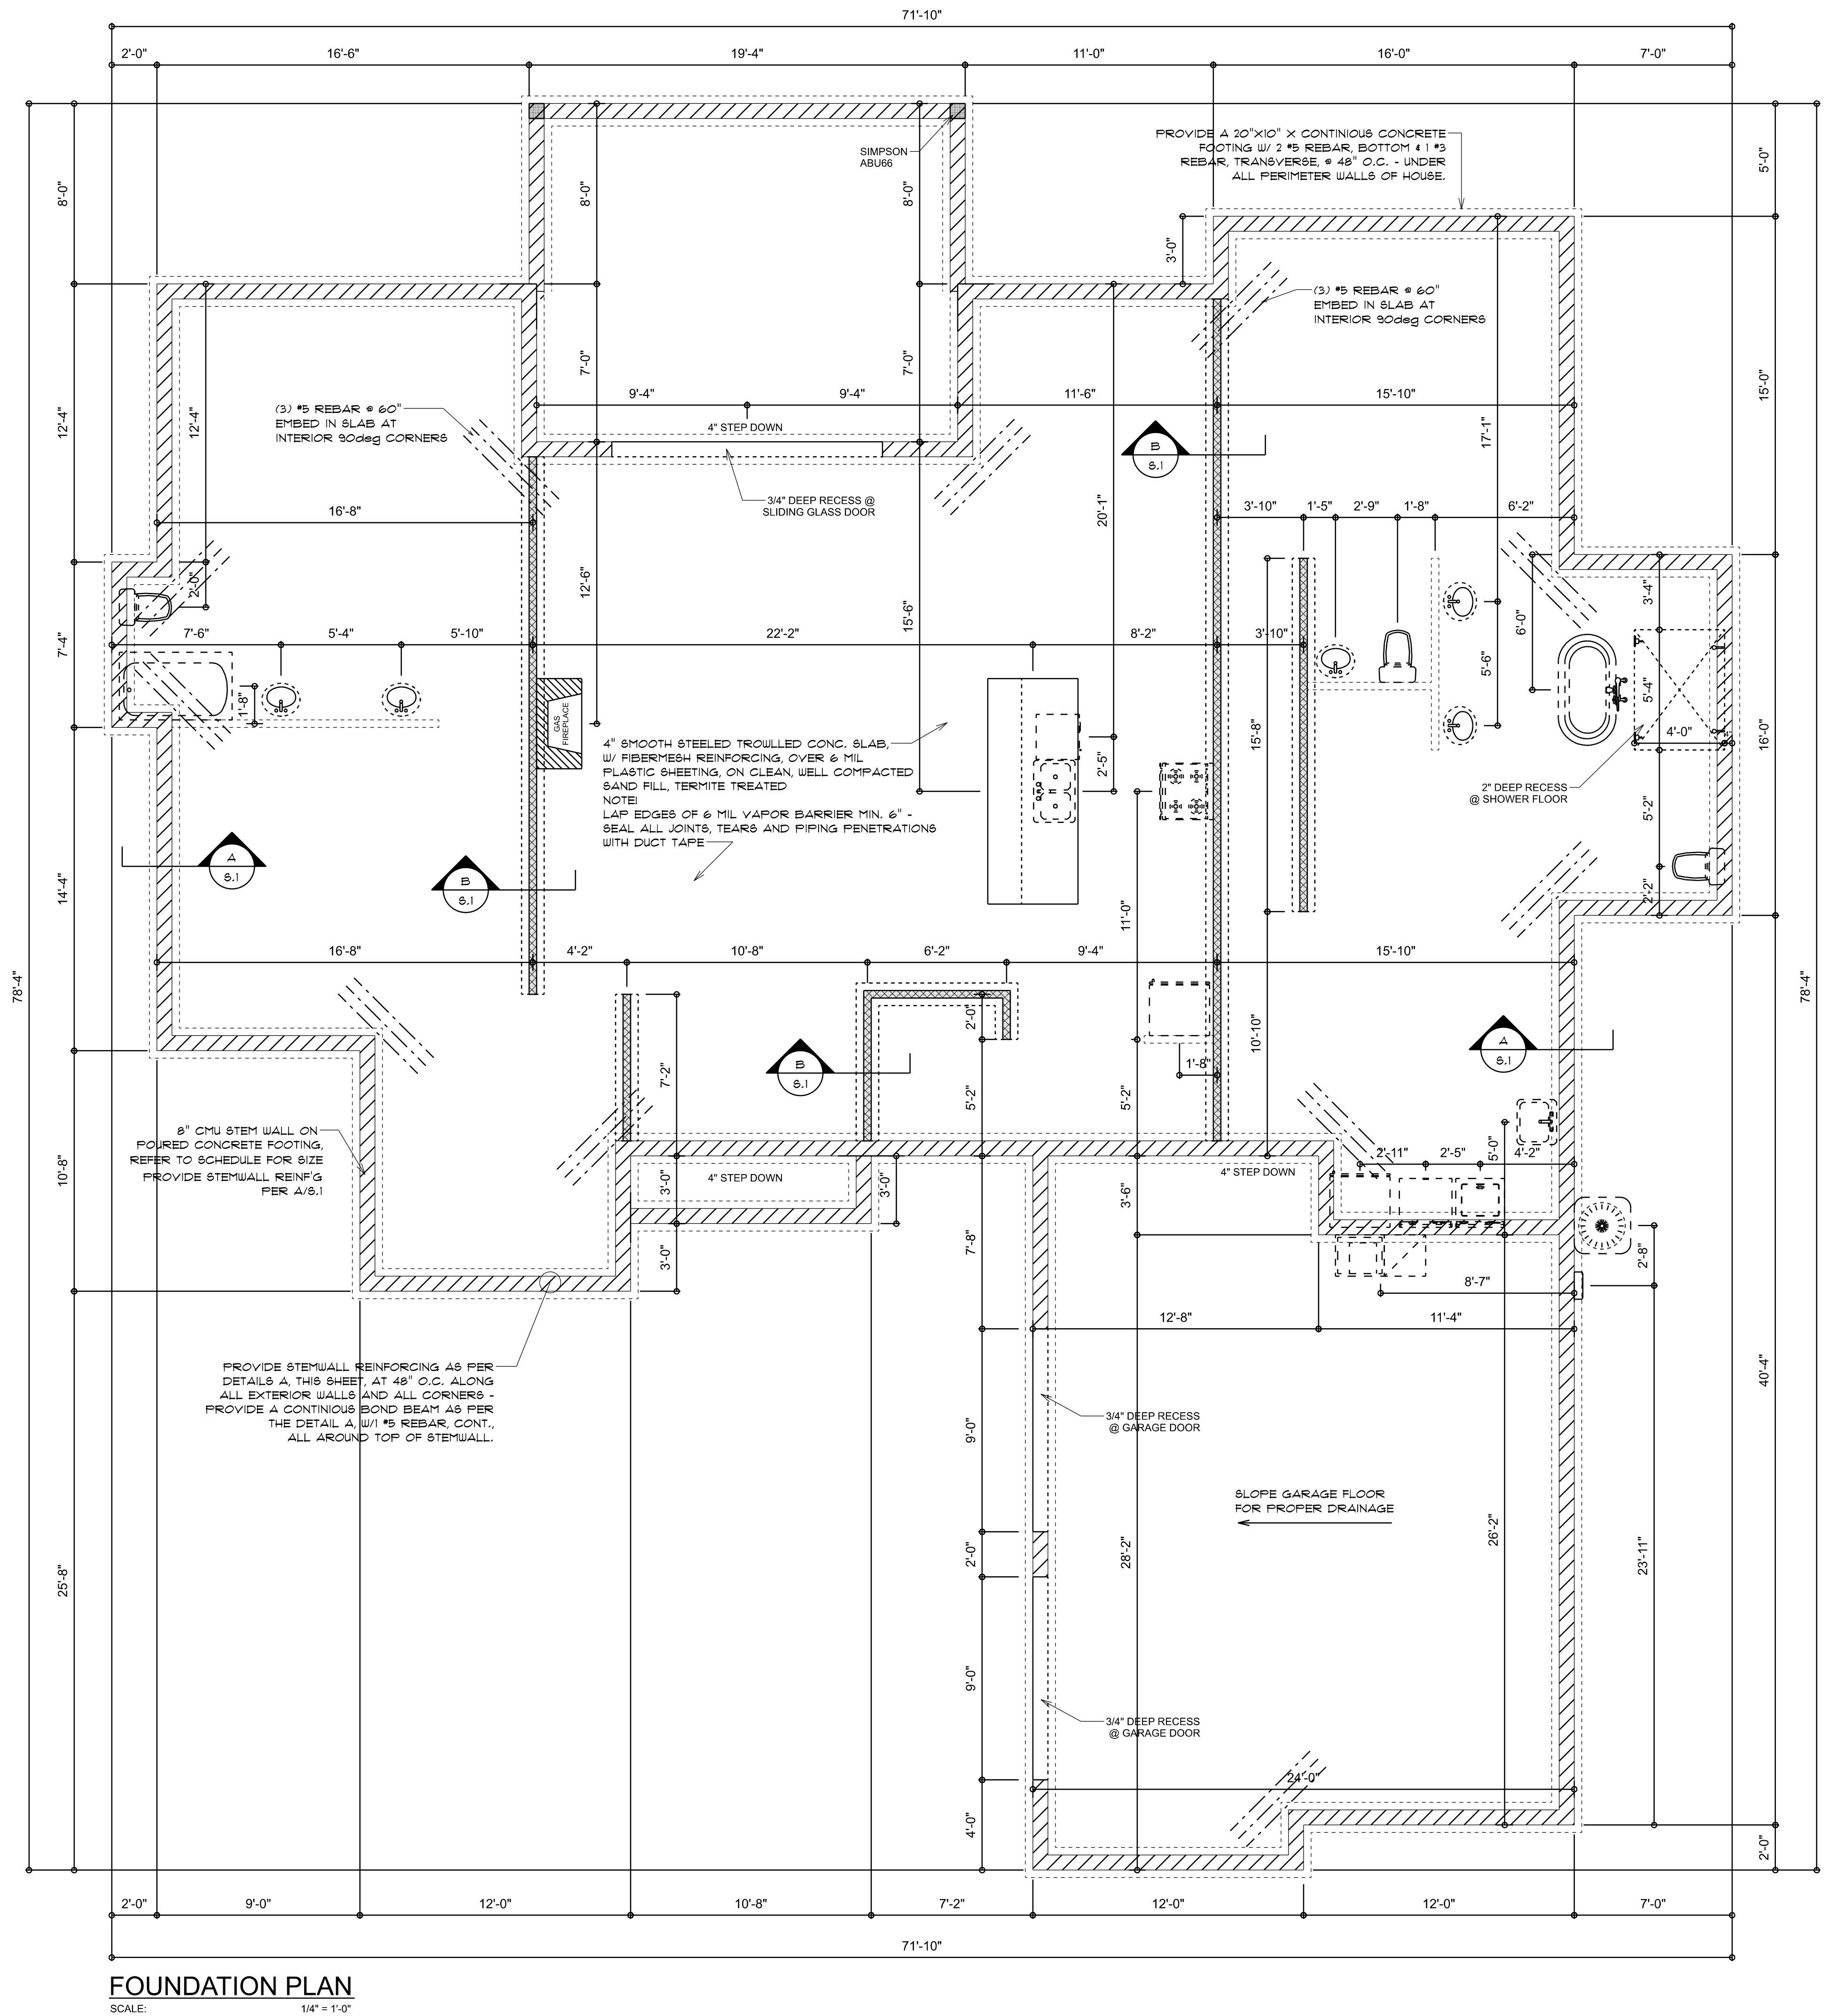 71'-10"
2'-0" 16'-6" 19'-4" 11'-0" 16'-0" 7'-0"
SIMPSON
ABU66
PROVIDE A 20"X10" X CONTINIOUS CONCRETE
FOOTING W/ 2 #5 REBAR, BOTTOM & 1 #3
REBAR, TRANSVERSE, @ 48" O.C. - UNDER
ALL PERIMETER WALLS OF HOUSE.
8'-0" 8'-0" 8'-0" 5'-0"
3'-0"
(3) #5 REBAR @ 60"
EMBED IN SLAB AT
INTERIOR 90deg CORNERS
7'-0" 7'-0"
9'-4" 9'-4" 11'-6" 15'-10"
(3) #5 REBAR @ 60"
EMBED IN SLAB AT
INTERIOR 90deg CORNERS
12'-4" 12'-4" 15'-0"
4" STEP DOWN
17'-1"
B
S.1
3/4" DEEP RECESS @
SLIDING GLASS DOOR
16'-8"
20'-1"
3'-10" 1'-5" 2'-9" 1'-8" 6'-2"
2'-0" 12'-6" 15'-6" 3'-4"
7'-4" 6'-0"
7'-6" 5'-4" 5'-10" 22'-2" 8'-2" 3'-10"
5'-6" 5'-4"
1'-8"
GAS
FIREPLACE
15'-8" 4'-0" 16'-0"
4" SMOOTH STEELED TROWLLED CONC. SLAB,
W/ FIBERMESH REINFORCING, OVER 6 MIL
PLASTIC SHEETING, ON CLEAN, WELL COMPACTED
SAND FILL, TERMITE TREATED
NOTE!
LAP EDGES OF 6 MIL VAPOR BARRIER MIN. 6" -
SEAL ALL JOINTS, TEARS AND PIPING PENETRATIONS
WITH DUCT TAPE
2'-5"
2" DEEP RECESS
@ SHOWER FLOOR
5'-2"
A
S.1
B
S.1
14'-4" 11'-0" 2'-2"
16'-8" 4'-2" 10'-8" 6'-2" 9'-4" 15'-10"
78'-4" 78'-4"
2'-0" 10'-10"
A
S.1
B
S.1
7'-2" 5'-2" 5'-2" 1'-8"
8" CMU STEM WALL ON
POURED CONCRETE FOOTING,
REFER TO SCHEDULE FOR SIZE
PROVIDE STEMWALL REINF'G
PER A/S.1
10'-8"
2'-11" 2'-5" 5'-0" 4'-2"
4" STEP DOWN
4" STEP DOWN
3'-0" 3'-0" 3'-6"
3'-0" 7'-8" 2'-8"
8'-7"
12'-8" 11'-4"
PROVIDE STEMWALL REINFORCING AS PER
DETAILS A, THIS SHEET, AT 48" O.C. ALONG
ALL EXTERIOR WALLS AND ALL CORNERS -
PROVIDE A CONTINIOUS BOND BEAM AS PER
THE DETAIL A, W/1 #5 REBAR, CONT.,
ALL AROUND TOP OF STEMWALL.
40'-4"
3/4" DEEP RECESS
@ GARAGE DOOR
9'-0"
SLOPE GARAGE FLOOR
FOR PROPER DRAINAGE
25'-8" 2'-0" 28'-2" 26'-2" 23'-11"
9'-0"
3/4" DEEP RECESS
@ GARAGE DOOR
24'-0"
4'-0" 2'-0"
2'-0" 9'-0" 12'-0" 10'-8" 7'-2" 12'-0" 12'-0" 7'-0"
71'-10"
FOUNDATION PLAN
SCALE: 1/4" = 1'-0"